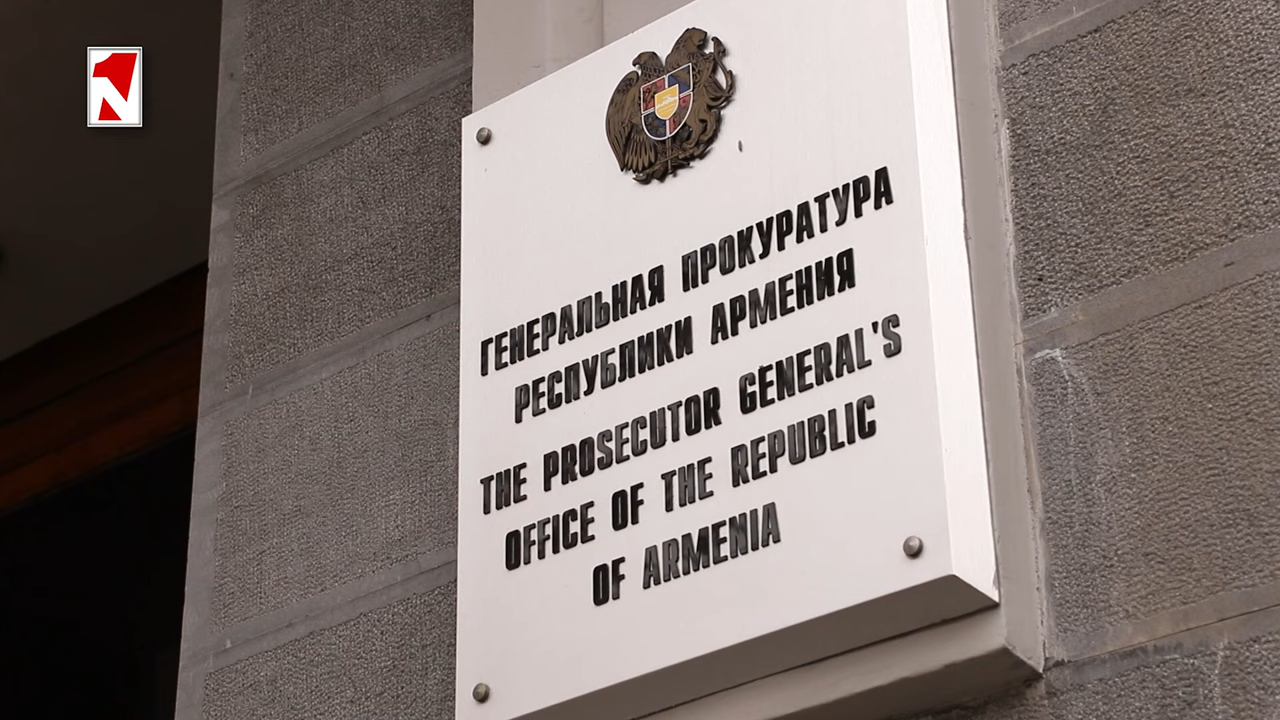 ГЕНЕРАЛЬНАЯ ПРОКУРАТУРА
РЕСПУБЛИКИ АРМЕНИЯ
THE PROSECUTOR GENERAL'S
OFFICE OF THE REPUBLIC
OF ARMENIA